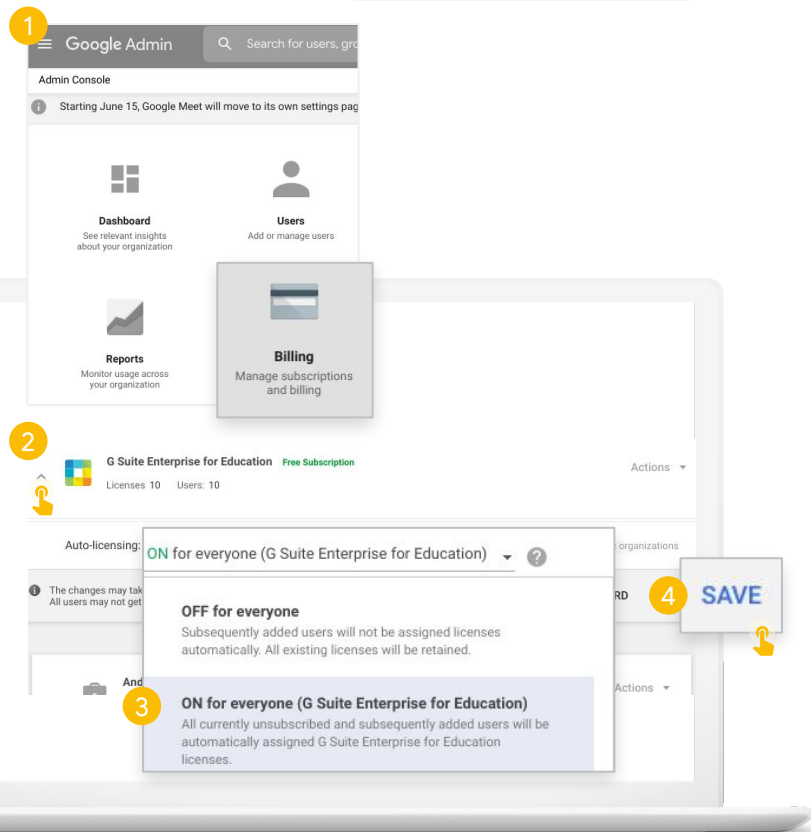 1
Google Admin
Search for users, gro
Admin Console
Starting June 15, Google Meet will move to its own settings pag
Dashboard
See relevant insights
about your organization
Users
Add or manage users
Reports
Monitor usage across
your organization
Billing
Manage subscriptions
and billing
2
G Suite Enterprise for Education Free Subscription
Licenses 10 Users: 10
Actions
Auto-licensing:
ON for everyone (G Suite Enterprise for Education) ?
organizations
The changes may tak
All users may not get
RD
4
SAVE
OFF for everyone
Subsequently added users will not be assigned licenses
automatically. All existing licenses will be retained.
And
Actions
3
ON for everyone (G Suite Enterprise for Education)
All currently unsubscribed and subsequently added users will be
automatically assigned G Suite Enterprise for Education
licenses.